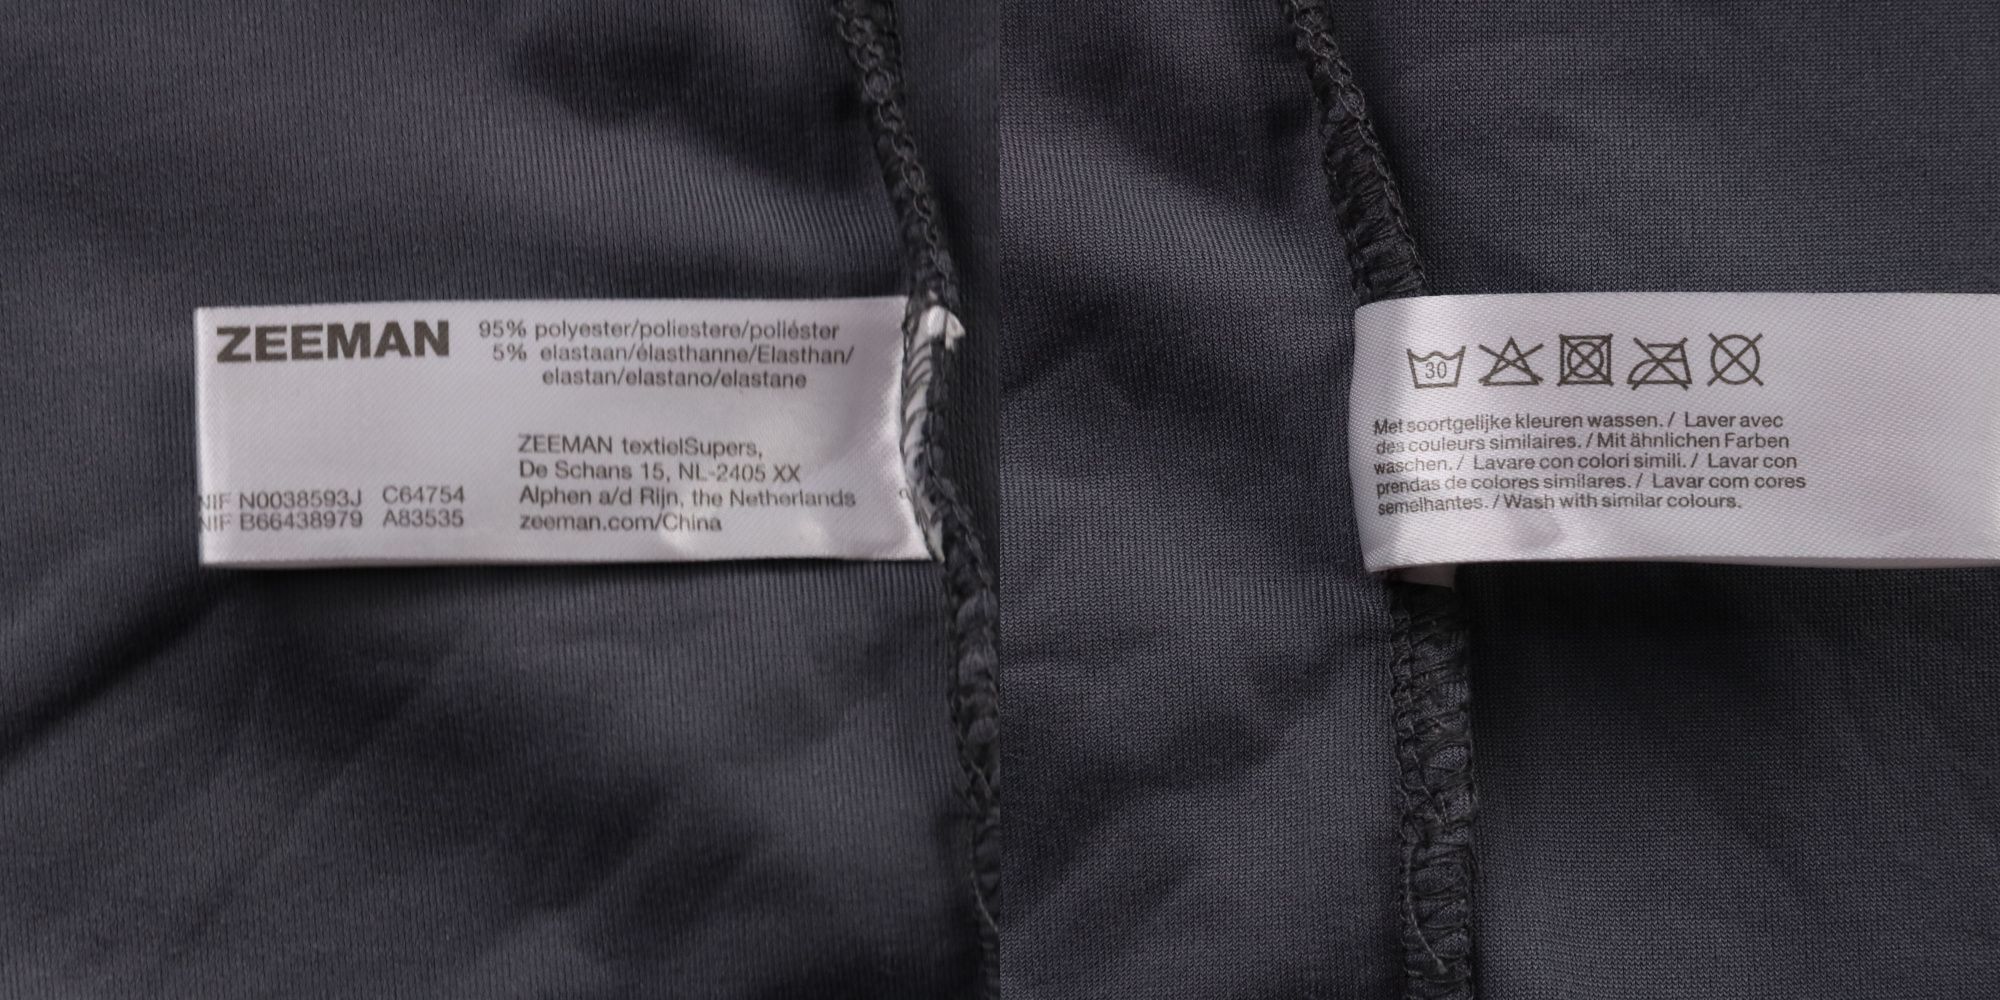 ZEEMAN
95% polyester/poliestere/poliéster
5% elastaan/élasthanne/Elasthan/
elastan/elastano/elastane
ZEEMAN textielSupers,
De Schans 15, NL-2405 XX
Alphen a/d Rijn, the Netherlands
zeeman.com/China
NIF N0038593J C64754
NIF B66438979 A83535
30
Met soortgelijke kleuren wassen. / Laver avec
des couleurs similaires. / Mit ähnlichen Farben
waschen. / Lavare con colori simili. / Lavar con
prendas de colores similares. / Lavar com cores
semelhantes. / Wash with similar colours.